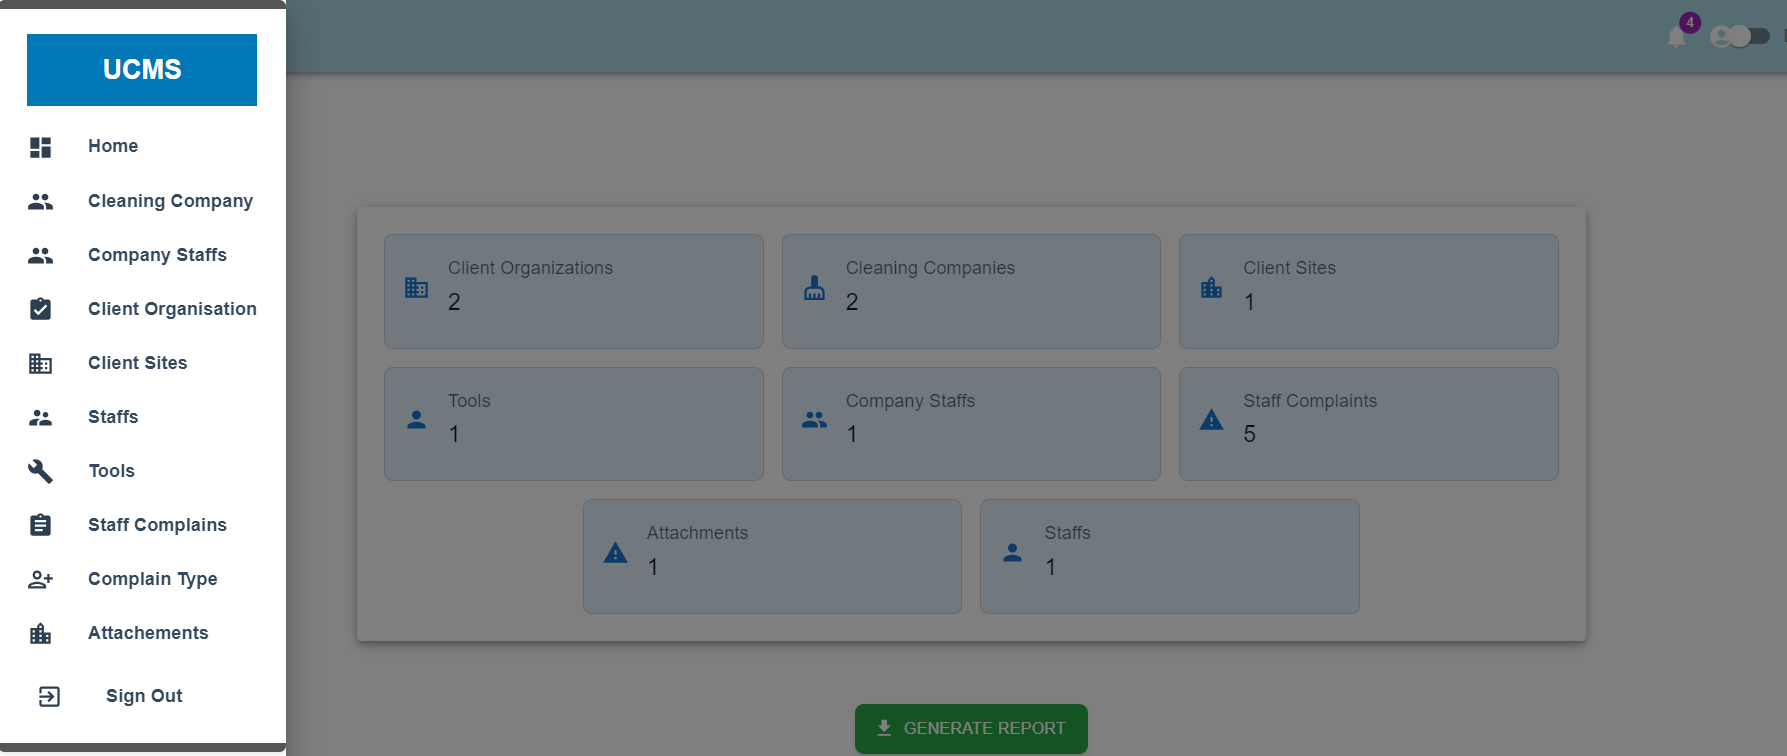 UCMS
Home
Cleaning Company
Company Staffs
Client Organisation
Client Sites
Staffs
Tools
Staff Complains
Complain Type
Attachements
Sign Out
4
Client Organizations
2
Cleaning Companies
2
Client Sites
1
Tools
1
Company Staffs
1
Staff Complaints
5
Attachments
1
Staffs
1
GENERATE REPORT